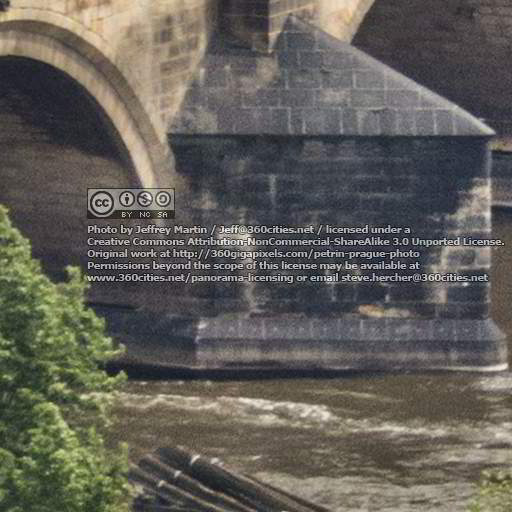 cc BY NC SA
Photo by Jeffrey Martin / Jeff@360cities.net / licensed under a
Creative Commons Attribution-NonCommercial-ShareAlike 3.0 Unported License.
Original work at http://360gigapixels.com/petrin-prague-photo
Permissions beyond the scope of this license may be available at
www.360cities.net/panorama-licensing or email steve.hercher@360cities.net